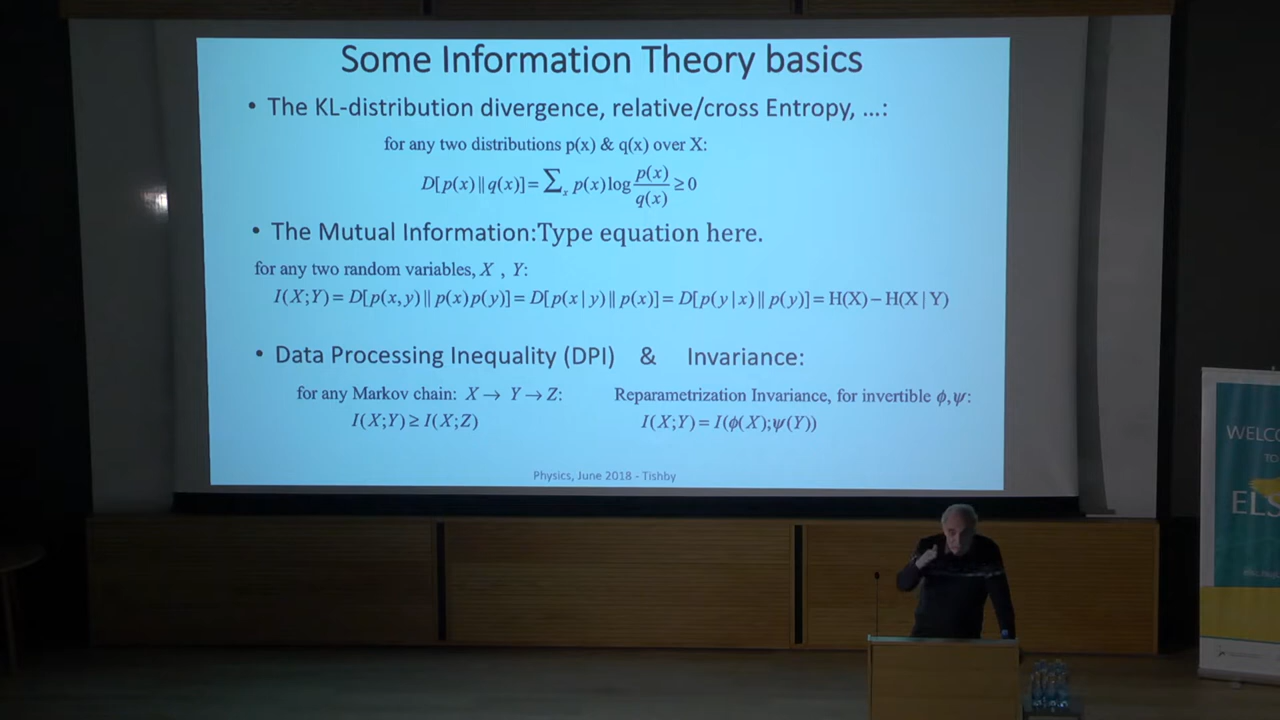 Some Information Theory basics
• The KL-distribution divergence, relative/cross Entropy, ...:
for any two distributions p(x) & q(x) over X:
D[p(x)||q(x)]=∑ₓ p(x)log p(x)/q(x) ≥0
• The Mutual Information:Type equation here.
for any two random variables, X , Y:
I(X;Y)=D[p(x,y)||p(x)p(y)]=D[p(x|y)||p(x)]=D[p(y|x)||p(y)]=H(X)−H(X|Y)
• Data Processing Inequality (DPI) & Invariance:
for any Markov chain: X→ Y→Z:
I(X;Y)≥I(X;Z)
Reparametrization Invariance, for invertible ϕ,ψ:
I(X;Y)=I(ϕ(X);ψ(Y))
Physics, June 2018 - Tishby
WELCO
TO
ELS